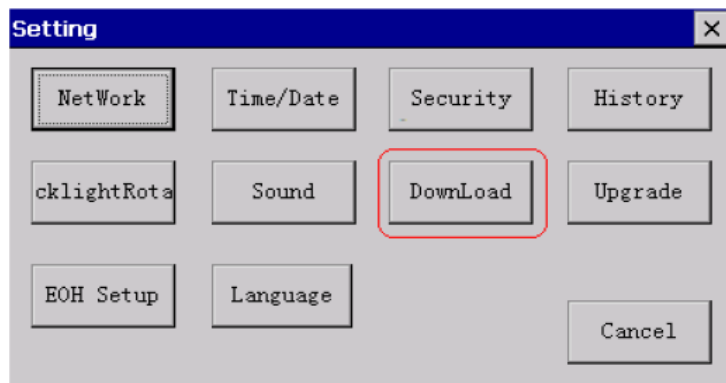 Setting
NetWork
Time/Date
Security
History
cklightRota
Sound
DownLoad
Upgrade
EOH Setup
Language
Cancel